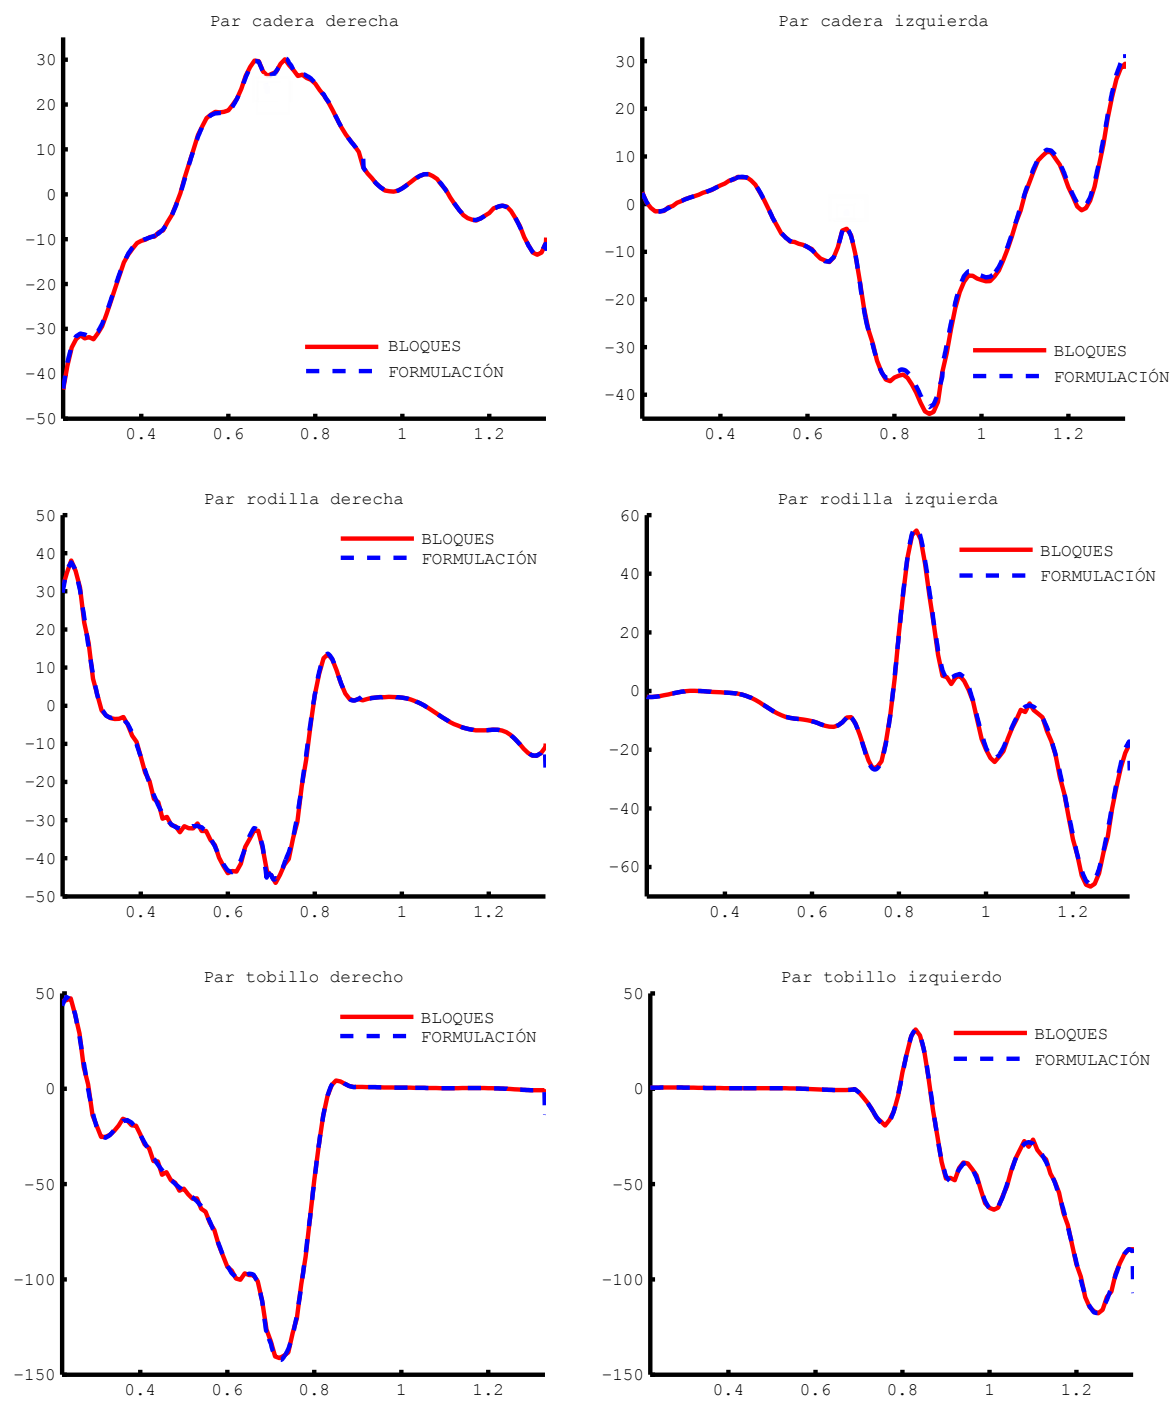 Par cadera derecha
30
20
10
0
−10
−20
−30
−40
−50
0.4 0.6 0.8 1 1.2
BLOQUES
FORMULACIÓN
Par cadera izquierda
30
20
10
0
−10
−20
−30
−40
0.4 0.6 0.8 1 1.2
BLOQUES
FORMULACIÓN
Par rodilla derecha
50
40
30
20
10
0
−10
−20
−30
−40
−50
0.4 0.6 0.8 1 1.2
BLOQUES
FORMULACIÓN
Par rodilla izquierda
60
40
20
0
−20
−40
−60
0.4 0.6 0.8 1 1.2
BLOQUES
FORMULACIÓN
Par tobillo derecho
50
0
−50
−100
−150
0.4 0.6 0.8 1 1.2
BLOQUES
FORMULACIÓN
Par tobillo izquierdo
50
0
−50
−100
−150
0.4 0.6 0.8 1 1.2
BLOQUES
FORMULACIÓN